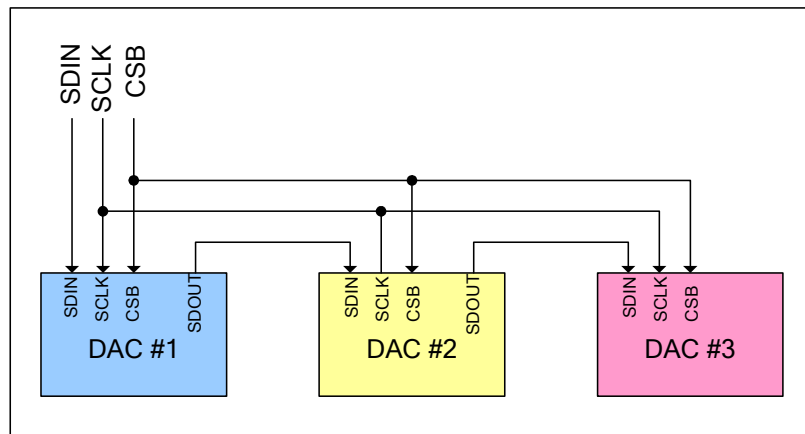 SDIN
SCLK
CSB
SDIN
SCLK
CSB
SDOUT
DAC #1
SDIN
SCLK
CSB
SDOUT
DAC #2
SDIN
SCLK
CSB
DAC #3